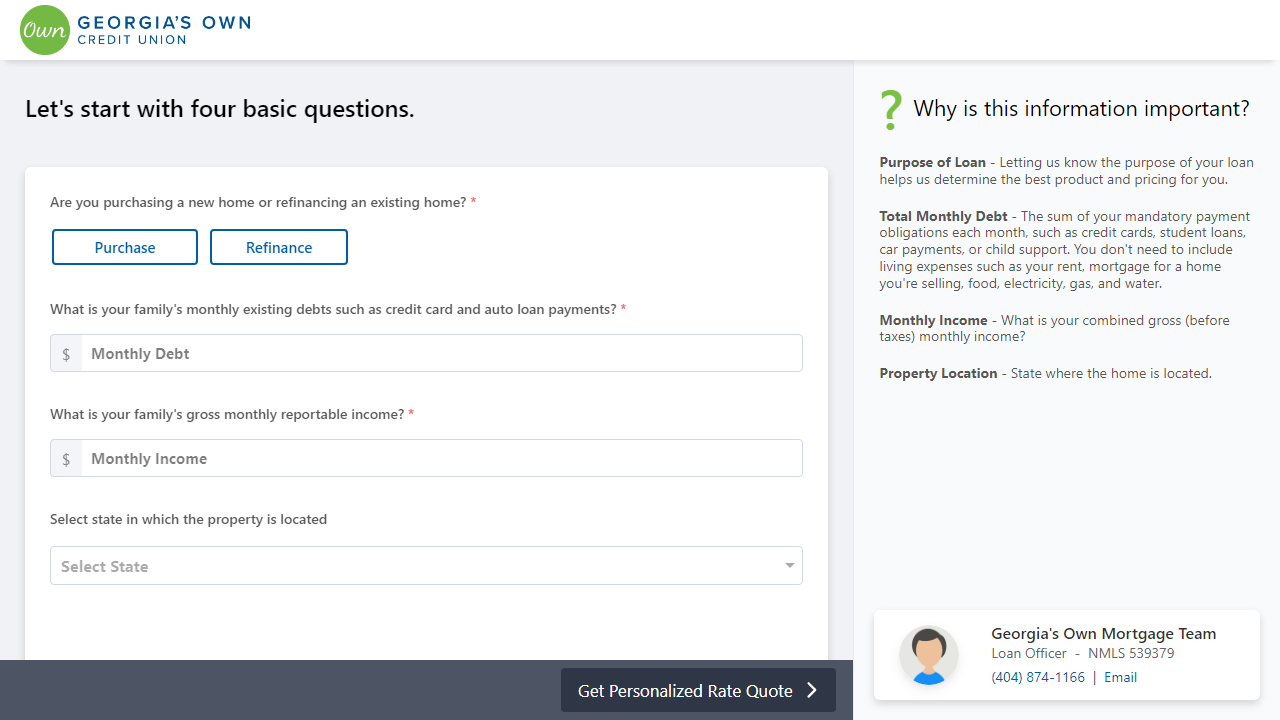 Own GEORGIA'S OWN
CREDIT UNION
Let's start with four basic questions.
Are you purchasing a new home or refinancing an existing home? *
Purchase Refinance
What is your family's monthly existing debts such as credit card and auto loan payments? *
$ Monthly Debt
What is your family's gross monthly reportable income? *
$ Monthly Income
Select state in which the property is located
Select State
Get Personalized Rate Quote
? Why is this information important?
Purpose of Loan - Letting us know the purpose of your loan
helps us determine the best product and pricing for you.
Total Monthly Debt - The sum of your mandatory payment
obligations each month, such as credit cards, student loans,
car payments, or child support. You don't need to include
living expenses such as your rent, mortgage for a home
you're selling, food, electricity, gas, and water.
Monthly Income - What is your combined gross (before
taxes) monthly income?
Property Location - State where the home is located.
Georgia's Own Mortgage Team
Loan Officer - NMLS 539379
(404) 874-1166 | Email